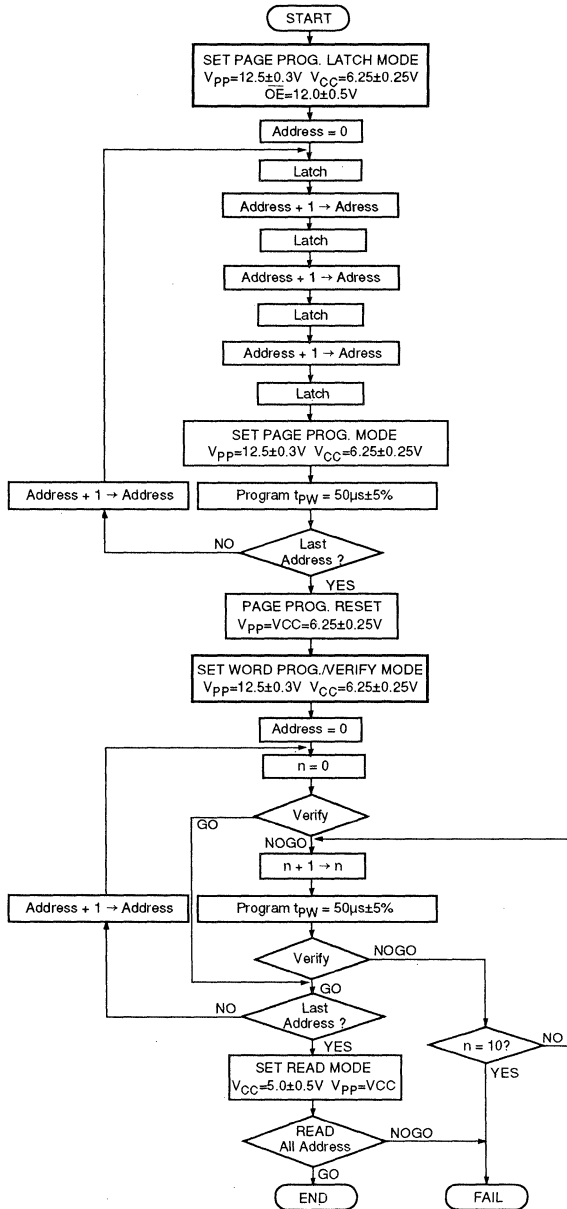 START
SET PAGE PROG. LATCH MODE
VPP=12.5±0.3V VCC=6.25±0.25V
O̅E̅=12.0±0.5V
Address = 0
Latch
Address + 1 → Adress
Latch
Address + 1 → Adress
Latch
Address + 1 → Adress
Latch
SET PAGE PROG. MODE
VPP=12.5±0.3V VCC=6.25±0.25V
Address + 1 → Address
Program tPW = 50µs±5%
NO
Last
Address ?
YES
PAGE PROG. RESET
VPP=VCC=6.25±0.25V
SET WORD PROG./VERIFY MODE
VPP=12.5±0.3V VCC=6.25±0.25V
Address = 0
n = 0
Verify
GO
NOGO
n + 1 → n
Address + 1 → Address
Program tPW = 50µs±5%
Verify
NOGO
GO
NO
Last
Address ?
YES
n = 10?
NO
YES
SET READ MODE
VCC=5.0±0.5V VPP=VCC
READ
All Address
NOGO
GO
END
FAIL